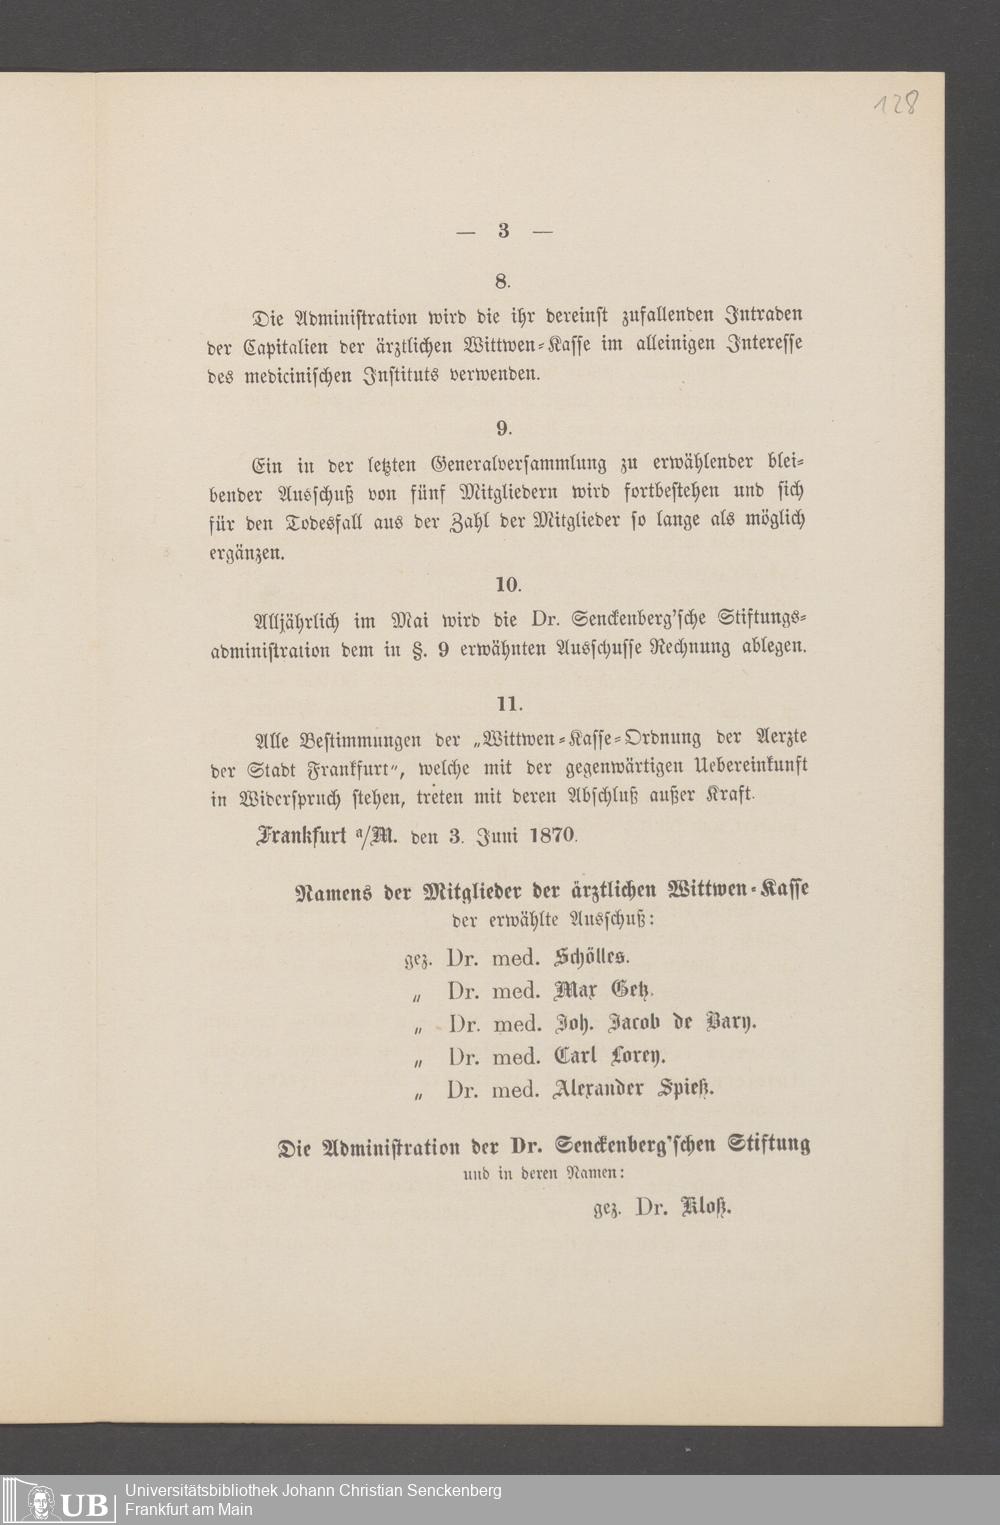 128
— 3 —
8.
Die Administration wird die ihr dereinst zufallenden Intraden
der Capitalien der ärztlichen Wittwen-Kasse im alleinigen Interesse
des medicinischen Instituts verwenden.
9.
Ein in der letzten Generalversammlung zu erwählender blei-
bender Ausschuß von fünf Mitgliedern wird fortbestehen und sich
für den Todesfall aus der Zahl der Mitglieder so lange als möglich
ergänzen.
10.
Alljährlich im Mai wird die Dr. Senckenberg'sche Stiftungs-
administration dem in §. 9 erwähnten Ausschusse Rechnung ablegen.
11.
Alle Bestimmungen der „Wittwen-Kasse-Ordnung der Aerzte
der Stadt Frankfurt“, welche mit der gegenwärtigen Uebereinkunft
in Widerspruch stehen, treten mit deren Abschluß außer Kraft.
Frankfurt a/M. den 3. Juni 1870.
Namens der Mitglieder der ärztlichen Wittwen-Kasse
der erwählte Ausschuß:
gez. Dr. med. Schölles.
„ Dr. med. Max Getz.
„ Dr. med. Joh. Jacob de Bary.
„ Dr. med. Carl Lorey.
„ Dr. med. Alexander Spieß.
Die Administration der Dr. Senckenberg'schen Stiftung
und in deren Namen:
gez. Dr. Kloß.
UB
Universitätsbibliothek Johann Christian Senckenberg
Frankfurt am Main